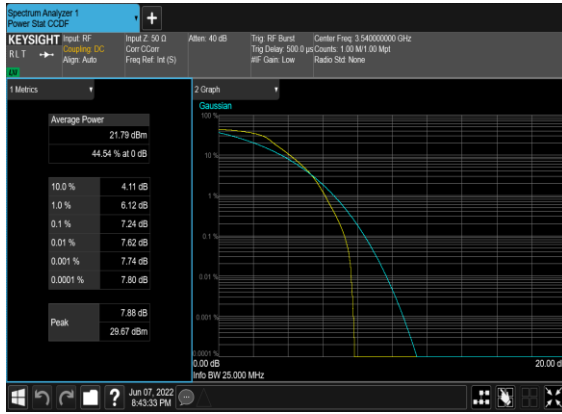 Spectrum Analyzer 1
Power Stat CCDF
KEYSIGHT
RLT
LXI
Input: RF
Coupling: DC
Align: Auto
Input Z: 50 Ω
Corr CCorr
Freq Ref: Int (S)
Atten: 40 dB
Trig: RF Burst
Trig Delay: 500.0 µs
#IF Gain: Low
Center Freq: 3.540000000 GHz
Counts: 1.00 M/1.00 Mpt
Radio Std: None
1 Metrics
Average Power
21.79 dBm
44.54 % at 0 dB
10.0 % 4.11 dB
1.0 % 6.12 dB
0.1 % 7.24 dB
0.01 % 7.62 dB
0.001 % 7.74 dB
0.0001 % 7.80 dB
Peak
7.88 dB
29.67 dBm
2 Graph
Gaussian
100 %
10 %
1 %
0.1 %
0.01 %
0.001 %
0.0001 %
0.00 dB
20.00 dB
Info BW 25.000 MHz
?
Jun 07, 2022
8:43:33 PM